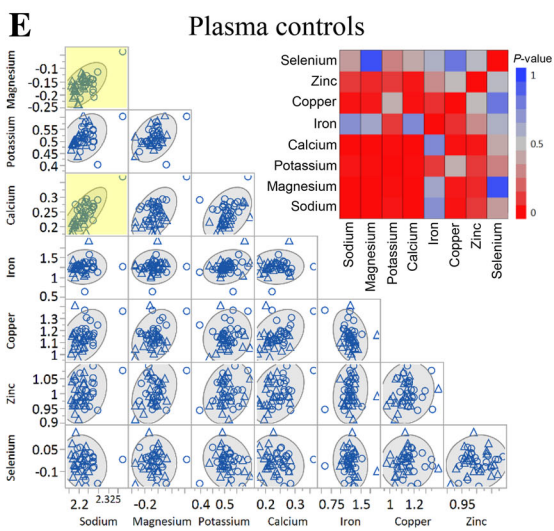 E
Plasma controls
Selenium
Zinc
Copper
Iron
Calcium
Potassium
Magnesium
Sodium
P-value
1
0.5
0
Sodium
Magnesium
Potassium
Calcium
Iron
Copper
Zinc
Selenium
Magnesium
-0.1
-0.15
-0.2
-0.25
Potassium
0.55
0.5
0.45
0.4
Calcium
0.3
0.25
0.2
Iron
1.5
1
0.5
Copper
1.3
1.2
1.1
1
Zinc
1.05
1
0.95
0.9
Selenium
0
-0.1
2.2 2.325 -0.2 0.4 0.5 0.2 0.3 0.75 1.5 1 1.2 0.95
Sodium Magnesium Potassium Calcium Iron Copper Zinc